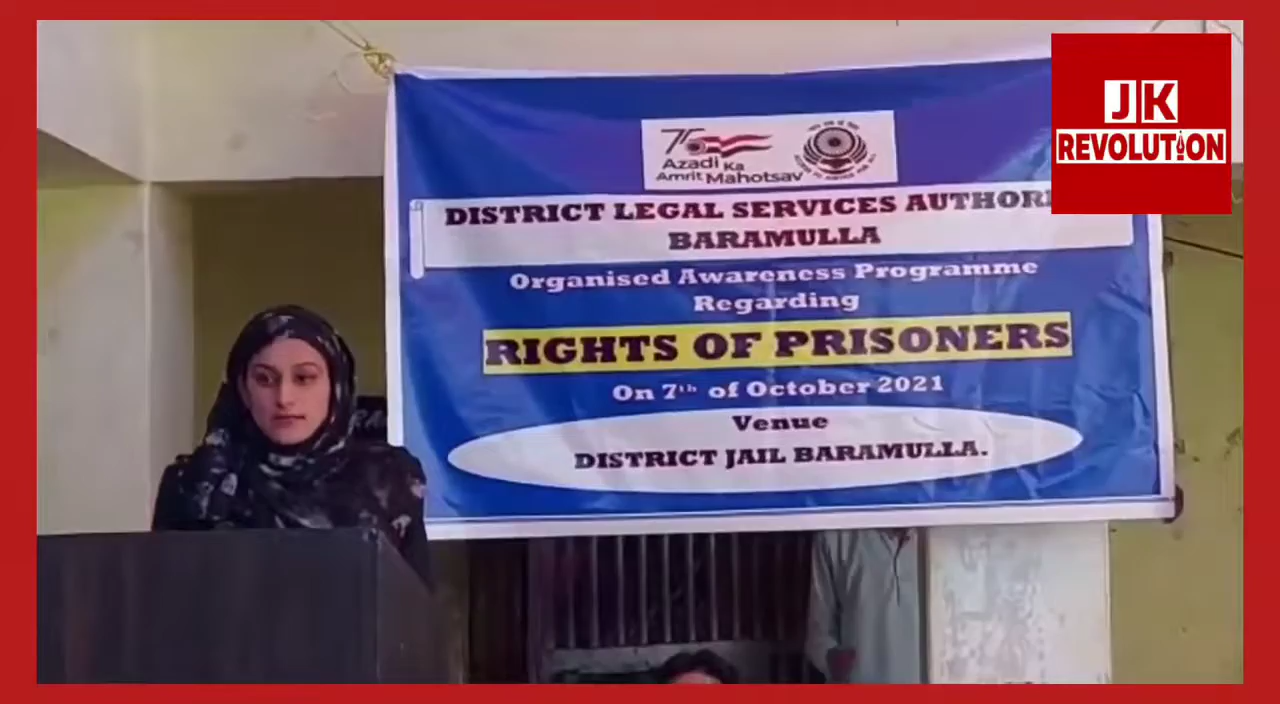 JK
REVOLUTION
75
Azadi Ka
Amrit Mahotsav
DISTRICT LEGAL SERVICES
BARAMULLA
Organised Awareness Programme
Regarding
RIGHTS OF PRISONERS
On 7th of October 2021
Venue
DISTRICT JAIL BARAMULLA.